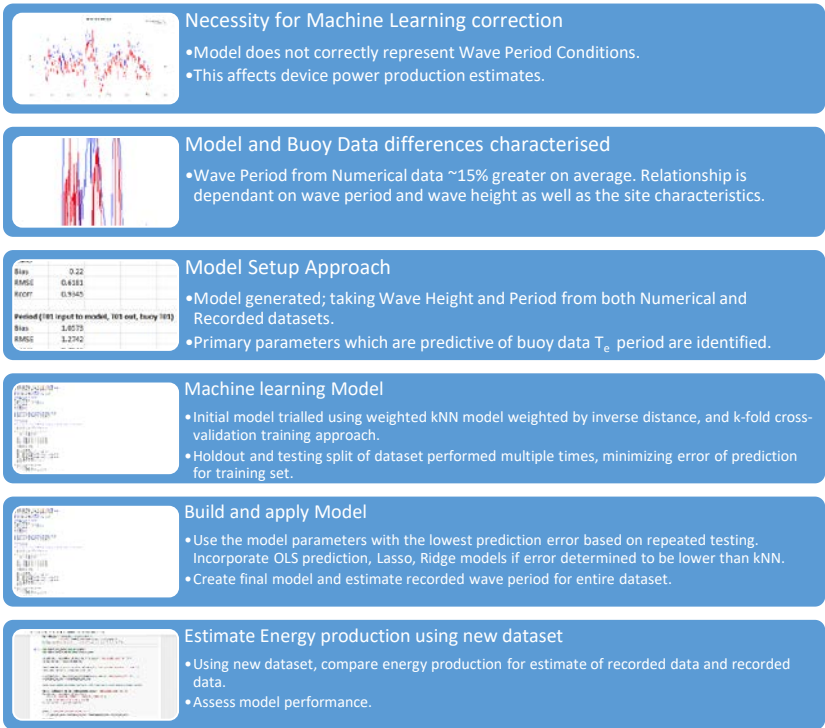 Necessity for Machine Learning correction
•Model does not correctly represent Wave Period Conditions.
•This affects device power production estimates.
Model and Buoy Data differences characterised
•Wave Period from Numerical data ~15% greater on average. Relationship is
dependant on wave period and wave height as well as the site characteristics.
Bias 0.22
RMSE 0.6181
Rcorr 0.9345
Period (T01 input to model, T01 out, buoy T01)
Bias 1.0573
RMSE 1.2742
Model Setup Approach
•Model generated; taking Wave Height and Period from both Numerical and
Recorded datasets.
•Primary parameters which are predictive of buoy data Te period are identified.
Machine learning Model
•Initial model trialled using weighted kNN model weighted by inverse distance, and k-fold cross-
validation training approach.
•Holdout and testing split of dataset performed multiple times, minimizing error of prediction
for training set.
Build and apply Model
•Use the model parameters with the lowest prediction error based on repeated testing.
Incorporate OLS prediction, Lasso, Ridge models if error determined to be lower than kNN.
•Create final model and estimate recorded wave period for entire dataset.
Estimate Energy production using new dataset
•Using new dataset, compare energy production for estimate of recorded data and recorded
data.
•Assess model performance.